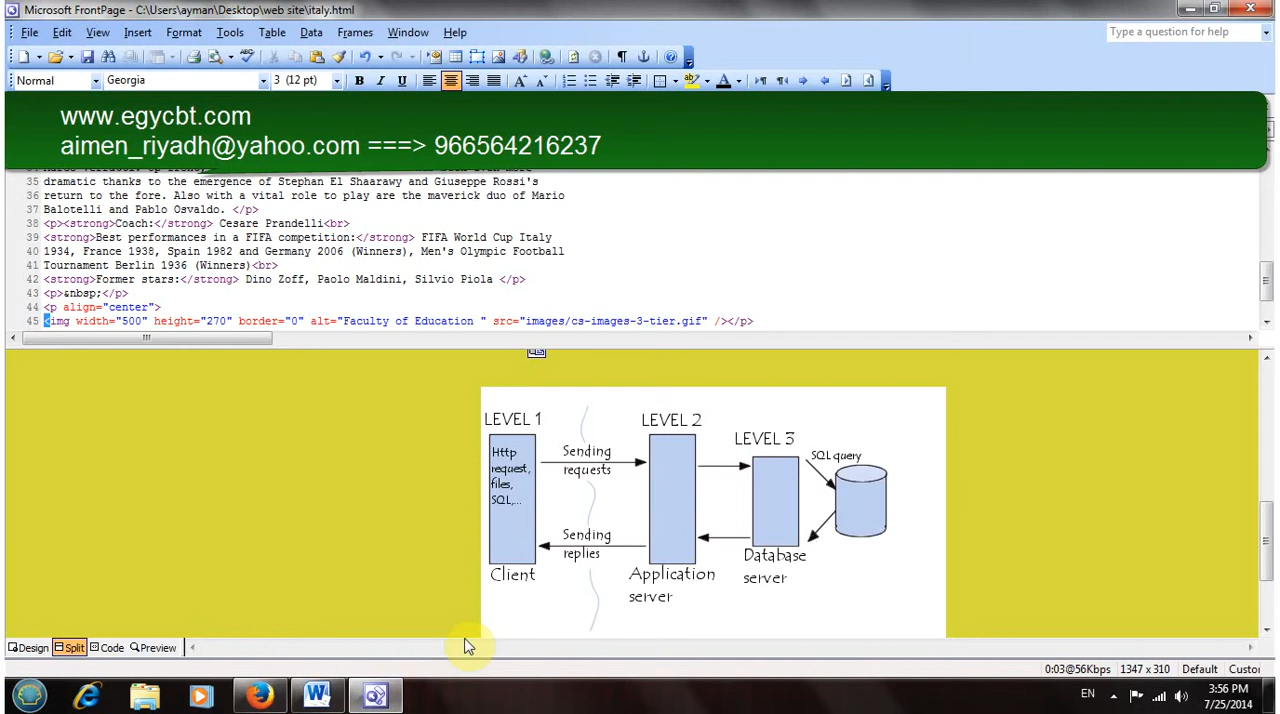 Microsoft FrontPage - C:\Users\ayman\Desktop\web site\italy.html
File Edit View Insert Format Tools Table Data Frames Window Help
Type a question for help
Normal Georgia 3 (12 pt) B I U A A A
www.egycbt.com
aimen_riyadh@yahoo.com ===> 966564216237
35 dramatic thanks to the emergence of Stephan El Shaarawy and Giuseppe Rossi's
36 return to the fore. Also with a vital role to play are the maverick duo of Mario
37 Balotelli and Pablo Osvaldo. </p>
38 <p><strong>Coach:</strong> Cesare Prandelli<br>
39 <strong>Best performances in a FIFA competition:</strong> FIFA World Cup Italy
40 1934, France 1938, Spain 1982 and Germany 2006 (Winners), Men's Olympic Football
41 Tournament Berlin 1936 (Winners)<br>
42 <strong>Former stars:</strong> Dino Zoff, Paolo Maldini, Silvio Piola </p>
43 <p>&nbsp;</p>
44 <p align="center">
45 <img width="500" height="270" border="0" alt="Faculty of Education " src="images/cs-images-3-tier.gif" /></p>
LEVEL 1
LEVEL 2
LEVEL 3
Http
request,
files,
SQL,...
Sending
requests
SQL query
Sending
replies
Client
Application
server
Database
server
Design Split Code Preview
0:03@56Kbps 1347 x 310 Default Custo
EN
3:56 PM
7/25/2014